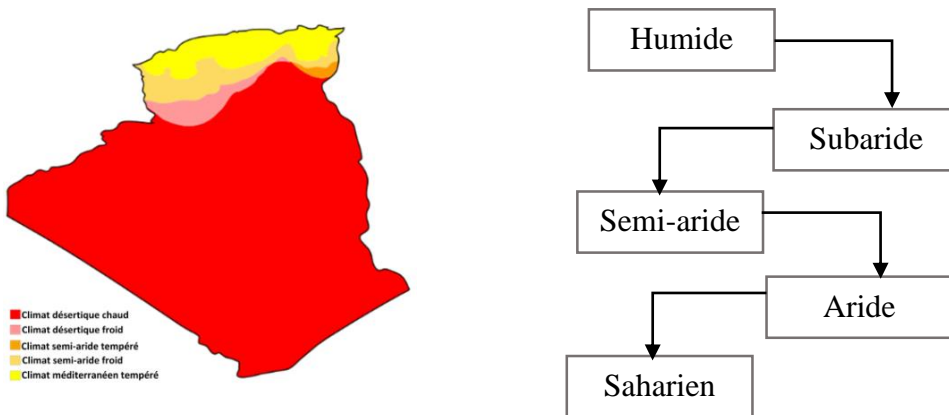 Climat désertique chaud
Climat désertique froid
Climat semi-aride tempéré
Climat semi-aride froid
Climat méditerranéen tempéré
Humide
Subaride
Semi-aride
Aride
Saharien